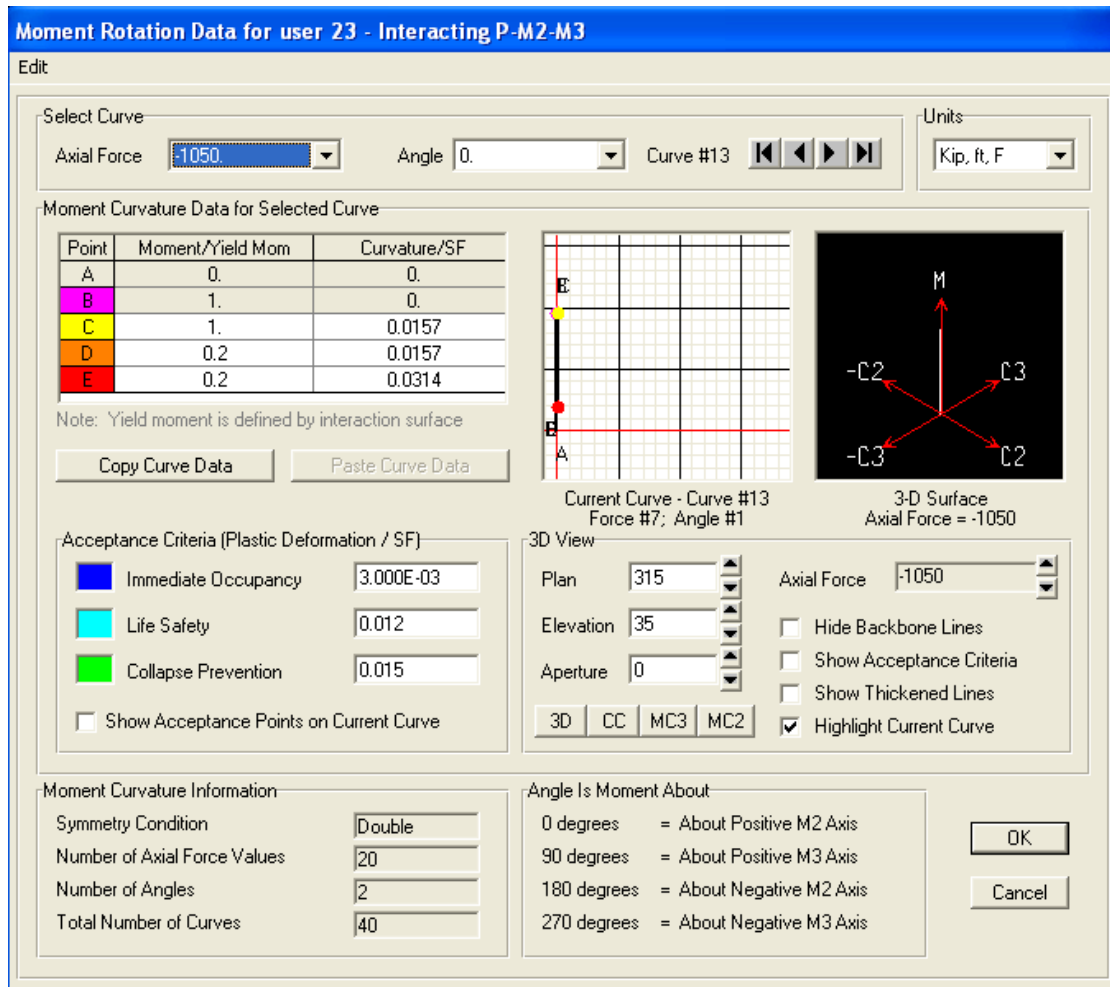 Moment Rotation Data for user 23 - Interacting P-M2-M3
Edit
Select Curve
Axial Force -1050. Angle 0. Curve #13
Units
Kip, ft, F
Moment Curvature Data for Selected Curve
Point Moment/Yield Mom Curvature/SF
A 0. 0.
B 1. 0.
C 1. 0.0157
D 0.2 0.0157
E 0.2 0.0314
Note: Yield moment is defined by interaction surface
Copy Curve Data Paste Curve Data
A
Current Curve - Curve #13
Force #7; Angle #1
M
-C2 C3
-C3 C2
3-D Surface
Axial Force = -1050
Acceptance Criteria (Plastic Deformation / SF)
Immediate Occupancy 3.000E-03
Life Safety 0.012
Collapse Prevention 0.015
Show Acceptance Points on Current Curve
3D View
Plan 315
Elevation 35
Aperture 0
3D CC MC3 MC2
Axial Force -1050
Hide Backbone Lines
Show Acceptance Criteria
Show Thickened Lines
Highlight Current Curve
Moment Curvature Information
Symmetry Condition Double
Number of Axial Force Values 20
Number of Angles 2
Total Number of Curves 40
Angle Is Moment About
0 degrees = About Positive M2 Axis
90 degrees = About Positive M3 Axis
180 degrees = About Negative M2 Axis
270 degrees = About Negative M3 Axis
OK
Cancel